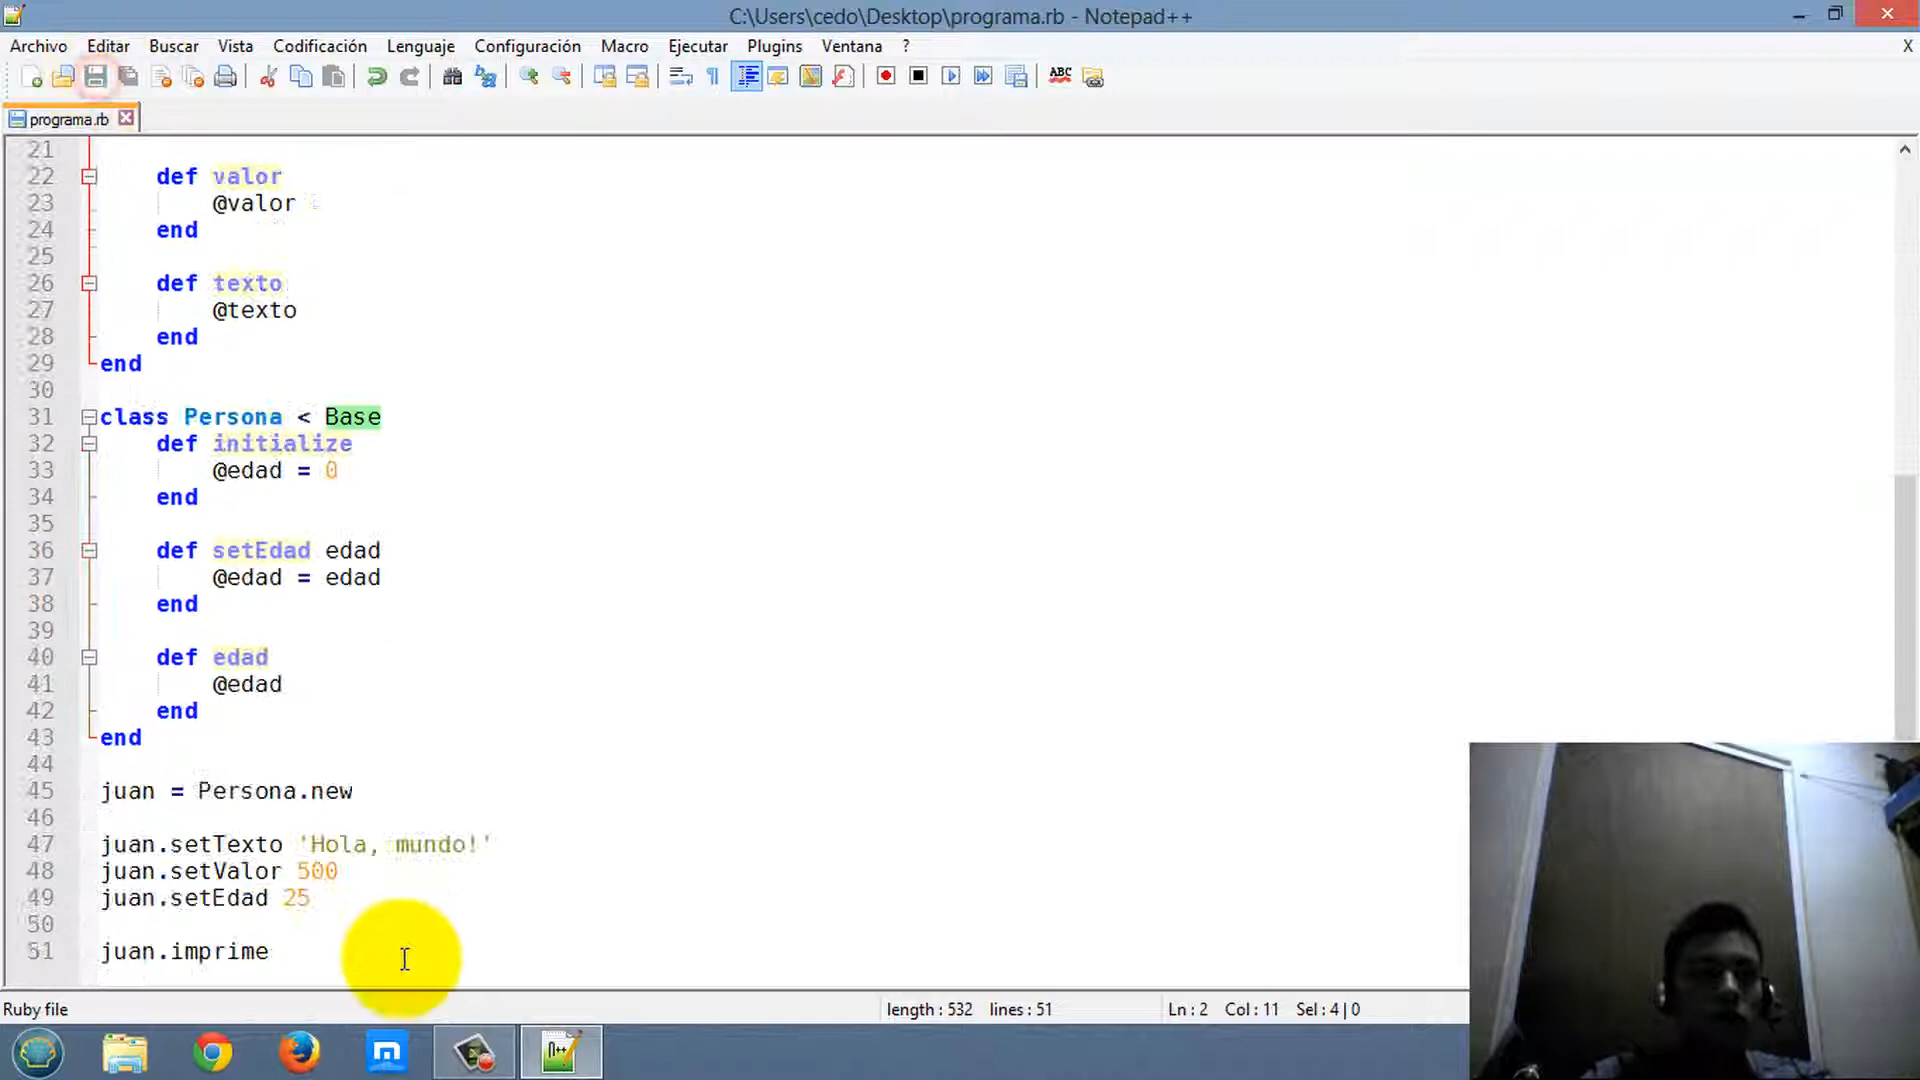 C:\Users\cedo\Desktop\programa.rb - Notepad++
Archivo Editar Buscar Vista Codificación Lenguaje Configuración Macro Ejecutar Plugins Ventana ? X
ABC
programa.rb
21
22 def valor
23 @valor
24 end
25
26 def texto
27 @texto
28 end
29 end
30
31 class Persona < Base
32 def initialize
33 @edad = 0
34 end
35
36 def setEdad edad
37 @edad = edad
38 end
39
40 def edad
41 @edad
42 end
43 end
44
45 juan = Persona.new
46
47 juan.setTexto 'Hola, mundo!'
48 juan.setValor 500
49 juan.setEdad 25
50
51 juan.imprime
Ruby file length : 532 lines : 51 Ln : 2 Col : 11 Sel : 4 | 0